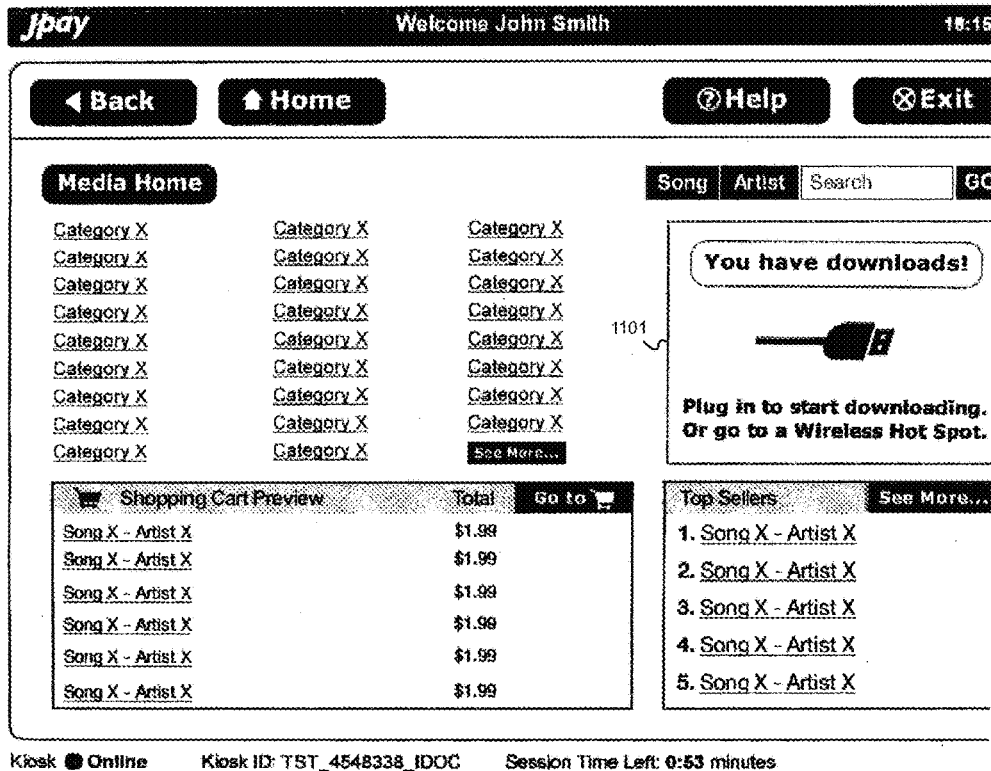 Jpay Welcome John Smith 18:15
Back Home Help Exit
Media Home Song Artist Search GO
Category X Category X Category X
Category X Category X Category X
Category X Category X Category X
Category X Category X Category X
Category X Category X Category X
Category X Category X Category X
Category X Category X Category X
Category X Category X Category X
Category X Category X See More...
You have downloads!
1101
Plug in to start downloading.
Or go to a Wireless Hot Spot.
Shopping Cart Preview Total Go to
Song X - Artist X $1.99
Song X - Artist X $1.99
Song X - Artist X $1.99
Song X - Artist X $1.99
Song X - Artist X $1.99
Song X - Artist X $1.99
Top Sellers See More...
1. Song X - Artist X
2. Song X - Artist X
3. Song X - Artist X
4. Song X - Artist X
5. Song X - Artist X
Kiosk Online Kiosk ID: TST_4548338_IDOC Session Time Left: 0:53 minutes